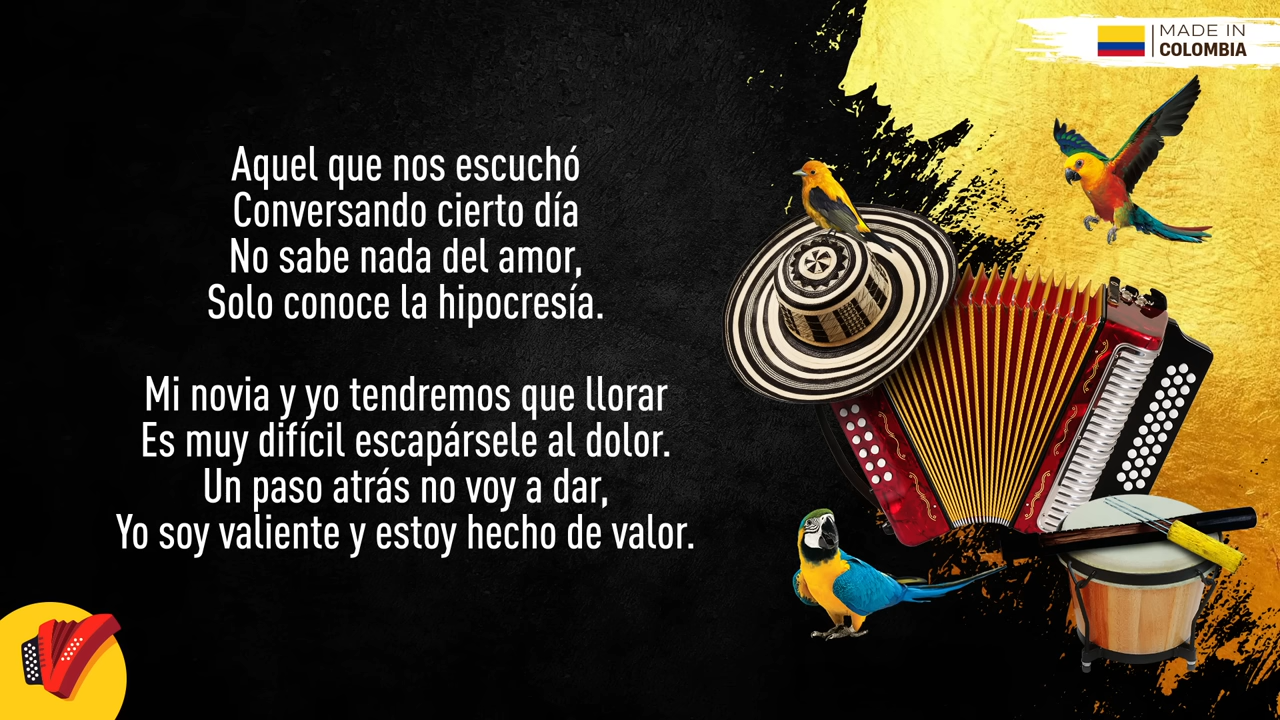 MADE IN
COLOMBIA
Aquel que nos escuchó
Conversando cierto día
No sabe nada del amor,
Solo conoce la hipocresía.
Mi novia y yo tendremos que llorar
Es muy difícil escapársele al dolor.
Un paso atrás no voy a dar,
Yo soy valiente y estoy hecho de valor.